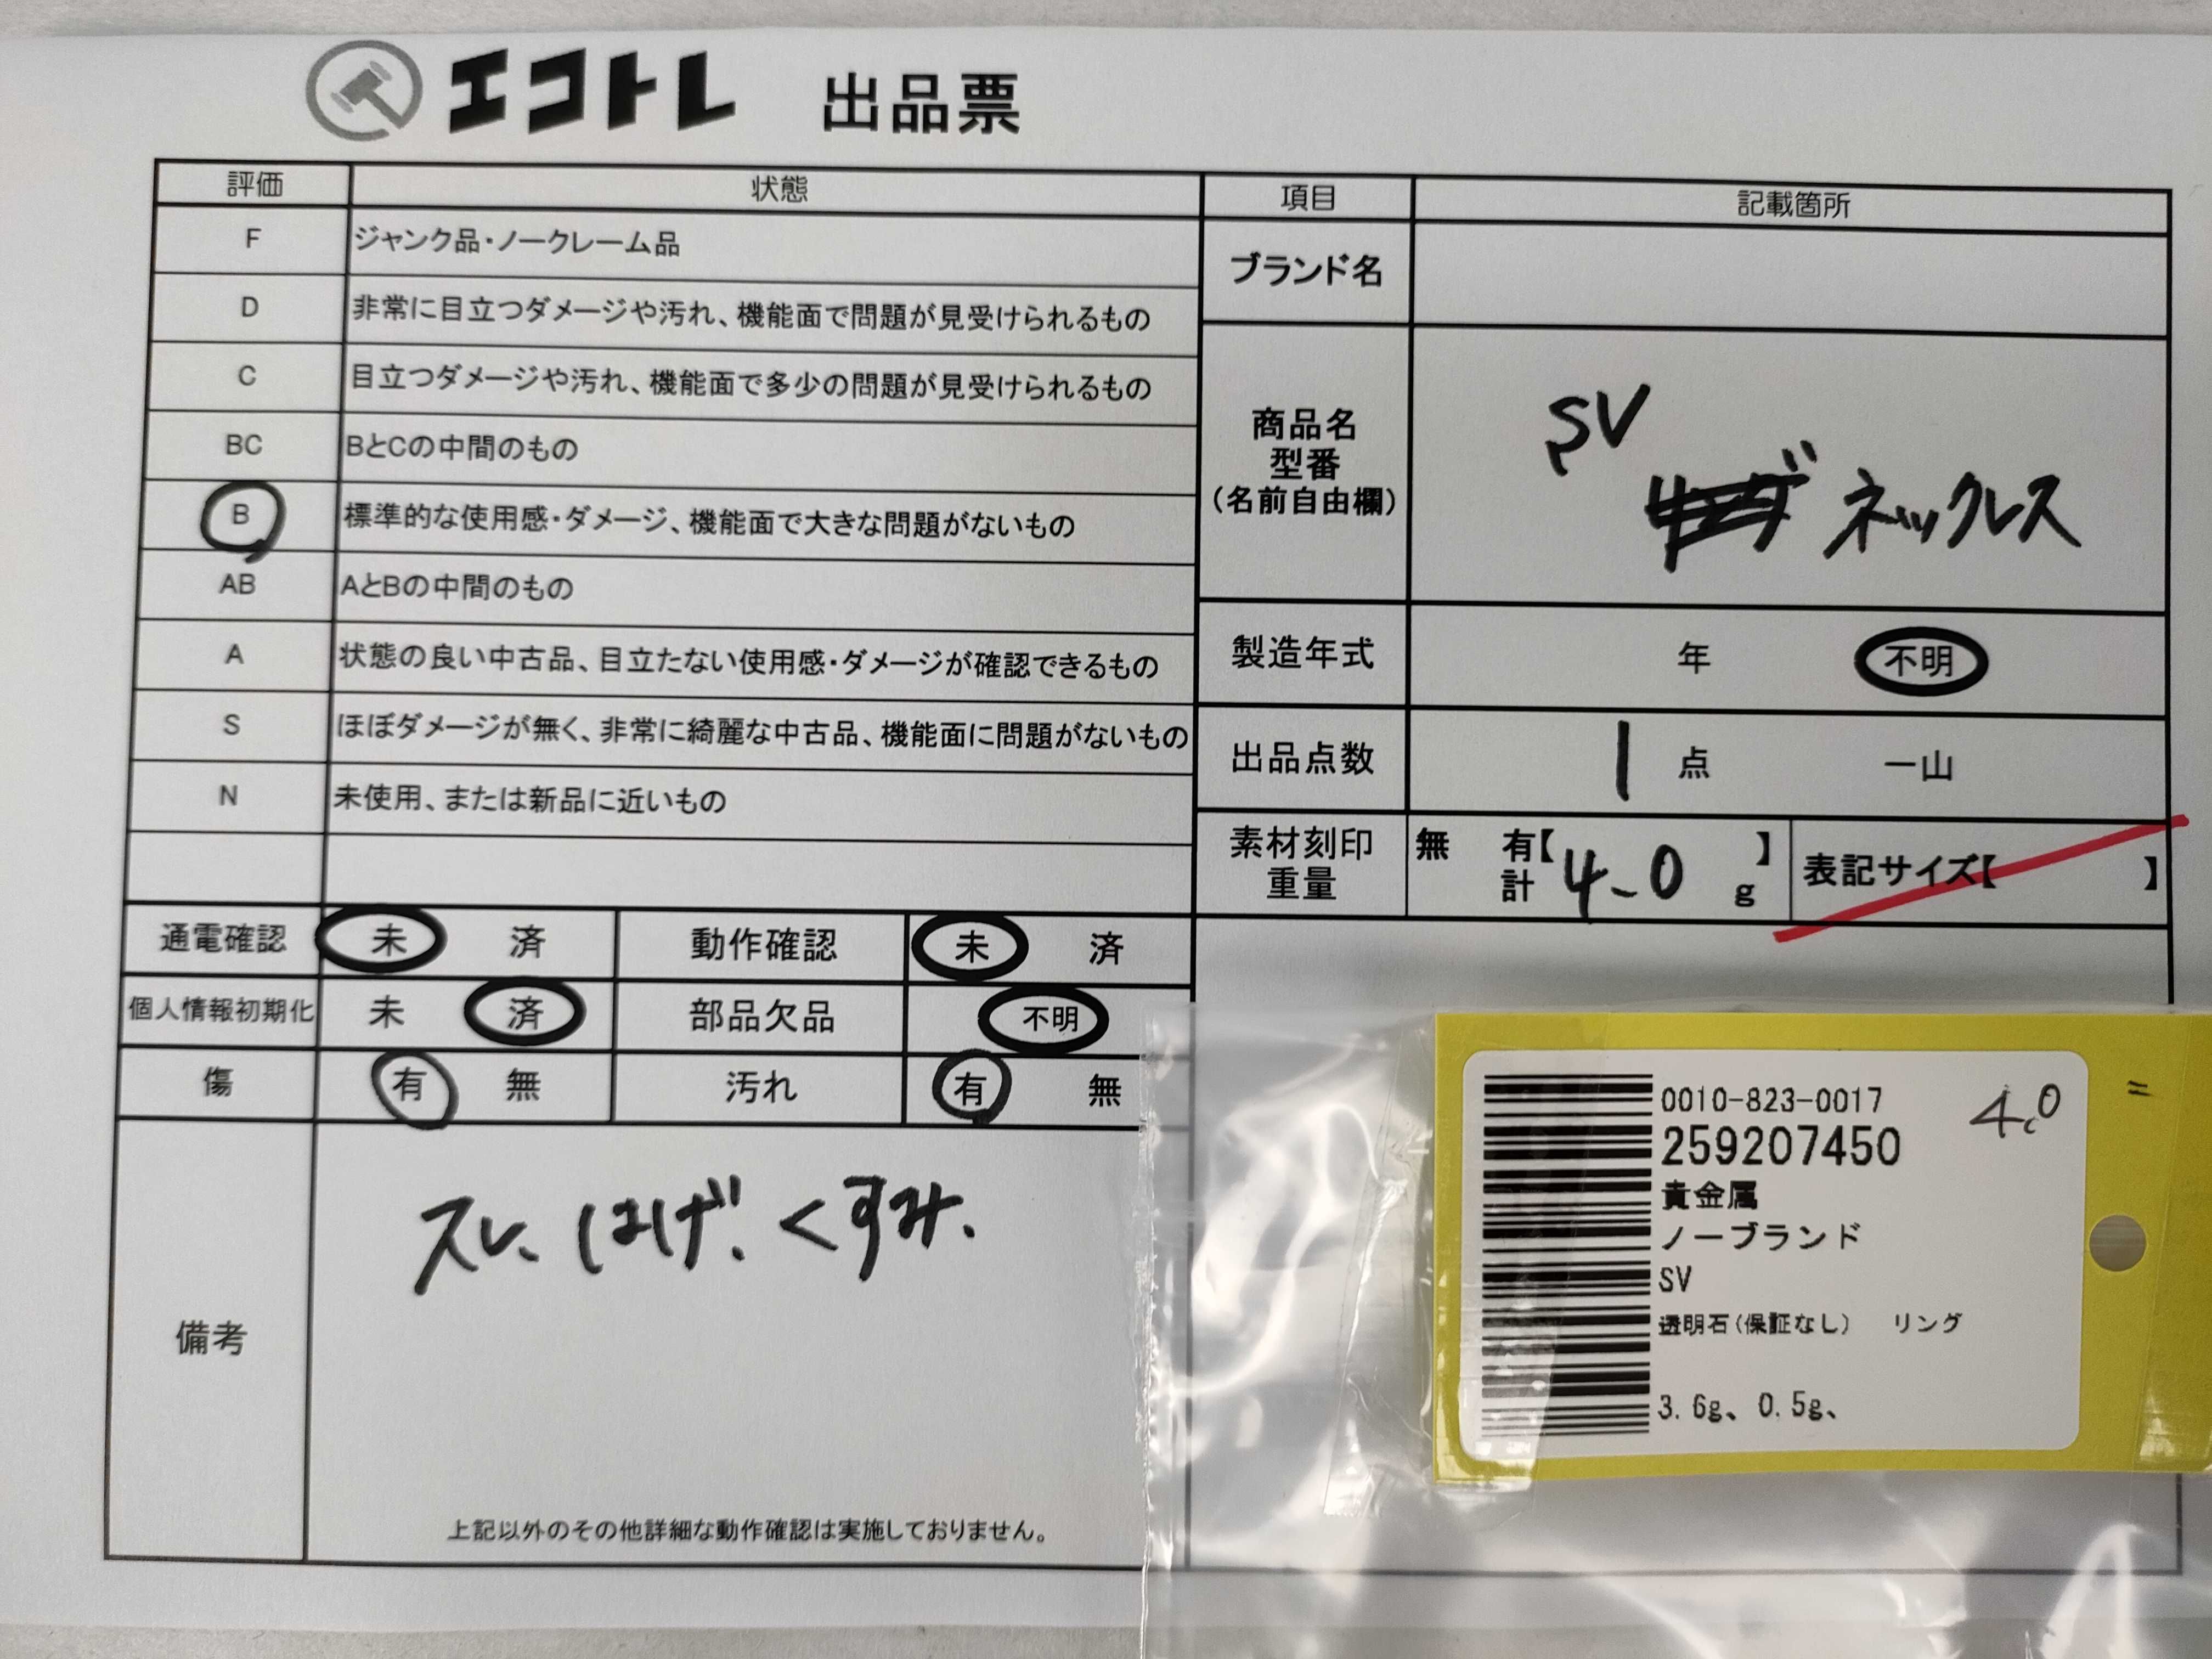 エコトレ 出品票
評価 状態
F ジャンク品・ノークレーム品
D 非常に目立つダメージや汚れ、機能面で問題が見受けられるもの
C 目立つダメージや汚れ、機能面で多少の問題が見受けられるもの
BC BとCの中間のもの
B 標準的な使用感・ダメージ、機能面で大きな問題がないもの
AB AとBの中間のもの
A 状態の良い中古品、目立たない使用感・ダメージが確認できるもの
S ほぼダメージが無く、非常に綺麗な中古品、機能面に問題がないもの
N 未使用、または新品に近いもの
通電確認 未 済 動作確認 未 済
個人情報初期化 未 済 部品欠品 不明
傷 有 無 汚れ 有 無
備考
スレ、はげ、くすみ.
上記以外のその他詳細な動作確認は実施しておりません。
項目 記載箇所
ブランド名
商品名
型番
(名前自由欄)
SV
ネックレス
製造年式 年 不明
出品点数 1 点 一山
素材刻印 無 有【 】
重量 計 4.0 g
表記サイズ【 】
0010-823-0017
4.0
259207450
貴金属
ノーブランド
SV
透明石(保証なし) リング
3.6g、0.5g、